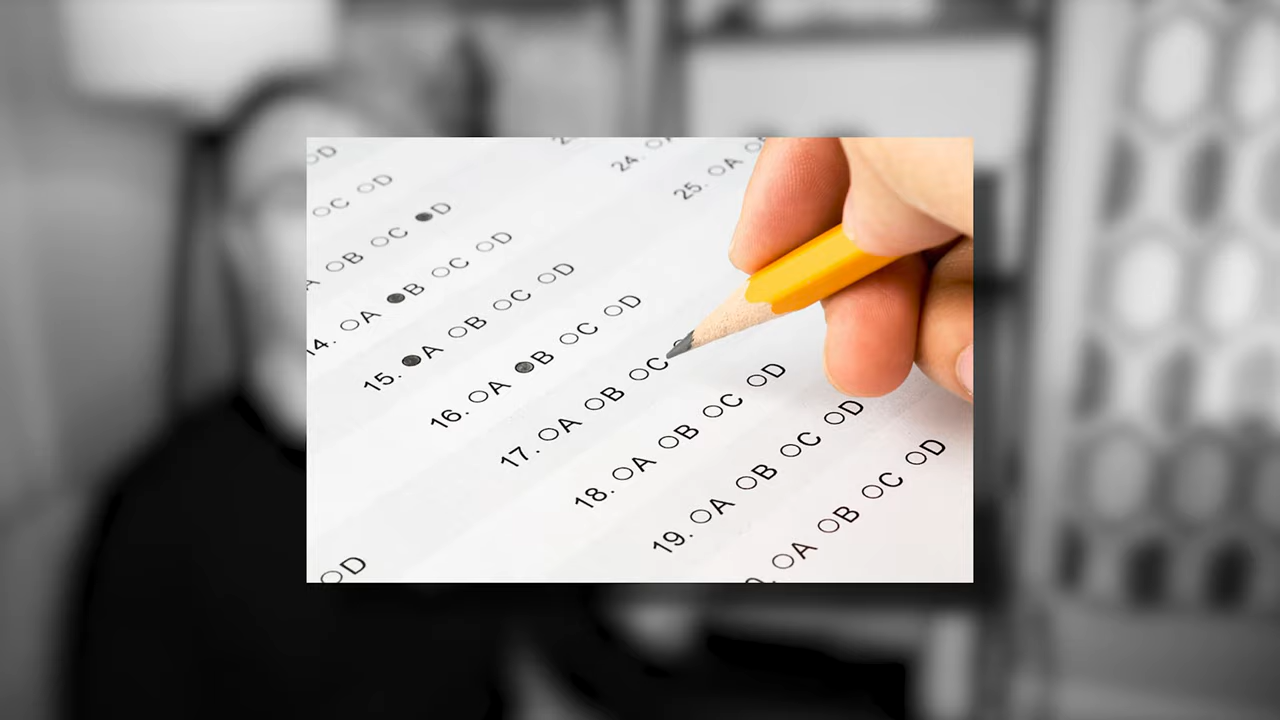 D
C D
B C D
14. A B C D
15. A B C D
16. A B C D
17. A B C
18. A B C D
19. A B C D
A B C D
D
24.
25. A